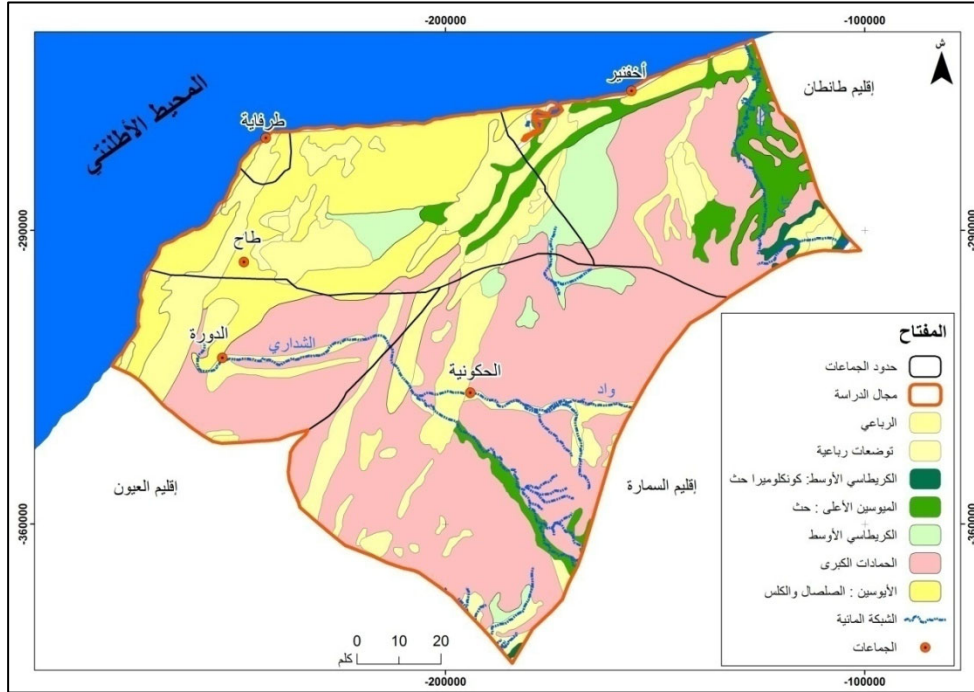 -200000
-100000
ش
إقليم طانطان
أخفنير
المحيط الأطلنتي
طرفاية
-290000
-290000
طاح
الدورة
الشداري
الحكونية
واد
إقليم العيون
إقليم السمارة
-360000
-360000
المفتاح
حدود الجماعات
مجال الدراسة
الرباعي
توضعات رباعية
الكريطاسي الأوسط: كونكلوميرا حث
الميوسين الأعلى : حث
الكريطاسي الأوسط
الحمادات الكبرى
الأيوسين : الصلصال والكلس
الشبكة المائية
الجماعات
0 10 20
كلم
-200000
-100000